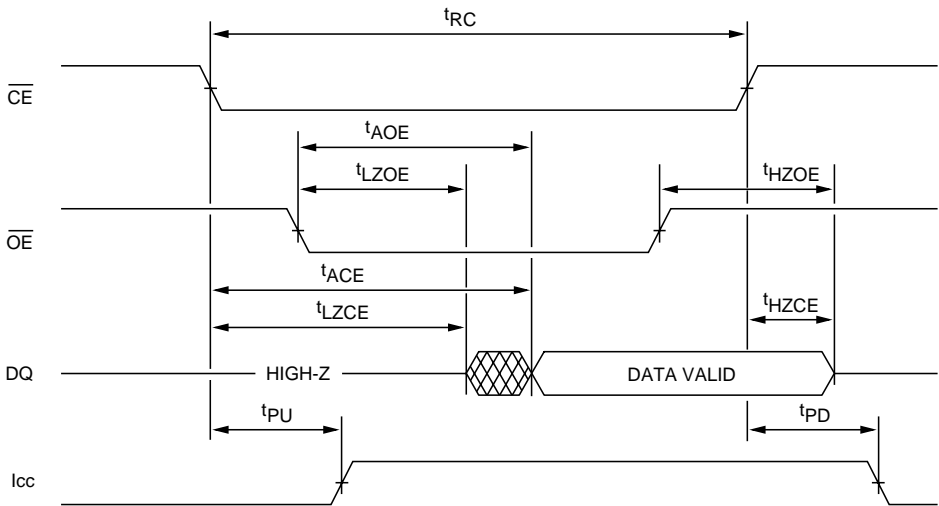 tRC
CE
tAOE
tLZOE
tHZOE
OE
tACE
tLZCE
tHZCE
DQ
HIGH-Z
DATA VALID
tPU
tPD
Icc